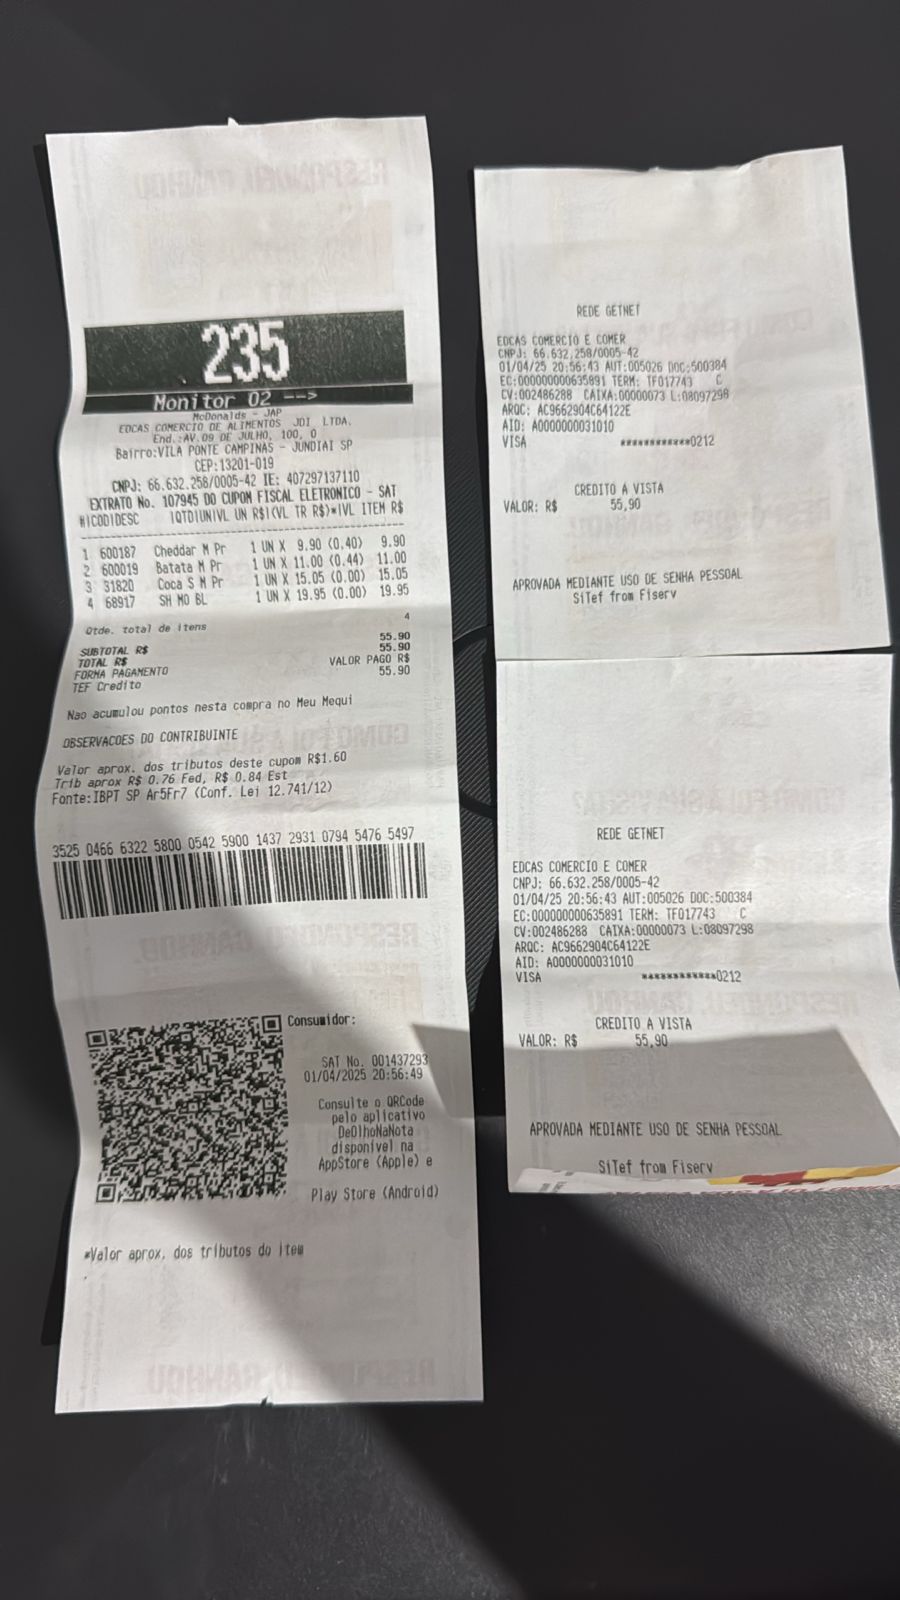 235
Monitor 02 -->
McDonalds - JAP
EDCAS COMERCIO DE ALIMENTOS JDI LTDA.
End.:AV.09 DE JULHO, 100, 0
Bairro:VILA PONTE CAMPINAS - JUNDIAI SP
CEP:13201-019
CNPJ: 66.632.258/0005-42 IE: 407297137110
EXTRATO No. 107945 DO CUPOM FISCAL ELETRONICO - SAT
#|COD|DESC |QTD|UN|VL UN R$|(VL TR R$)*|VL ITEM R$
1 600187 Cheddar M Pr 1 UN X 9.90 (0.40) 9.90
2 600019 Batata M Pr 1 UN X 11.00 (0.44) 11.00
3 31820 Coca S M Pr 1 UN X 15.05 (0.00) 15.05
4 68917 SH MO BL 1 UN X 19.95 (0.00) 19.95
Qtde. total de itens 4
SUBTOTAL R$ 55.90
TOTAL R$ 55.90
FORMA PAGAMENTO VALOR PAGO R$
TEF Credito 55.90
Nao acumulou pontos nesta compra no Meu Mequi
OBSERVACOES DO CONTRIBUINTE
Valor aprox. dos tributos deste cupom R$1.60
Trib aprox R$ 0.76 Fed, R$ 0.84 Est
Fonte:IBPT SP Ar5Fr7 (Conf. Lei 12.741/12)
3525 0466 6322 5800 0542 5900 1437 2931 0794 5476 5497
Consumidor:
SAT No. 001437293
01/04/2025 20:56:49
Consulte o QRCode
pelo aplicativo
DeOlhoNaNota
disponivel na
AppStore (Apple) e
Play Store (Android)
*Valor aprox. dos tributos do item
REDE GETNET
EDCAS COMERCIO E COMER
CNPJ: 66.632.258/0005-42
01/04/25 20:56:43 AUT:005026 DOC:500384
EC:000000000635891 TERM: TF017743 C
CV:002486288 CAIXA:00000073 L:08097298
ARQC: AC9662904C64122E
AID: A0000000031010
VISA ************0212
CREDITO A VISTA
VALOR: R$ 55,90
APROVADA MEDIANTE USO DE SENHA PESSOAL
SiTef from Fiserv
REDE GETNET
EDCAS COMERCIO E COMER
CNPJ: 66.632.258/0005-42
01/04/25 20:56:43 AUT:005026 DOC:500384
EC:000000000635891 TERM: TF017743 C
CV:002486288 CAIXA:00000073 L:08097298
ARQC: AC9662904C64122E
AID: A0000000031010
VISA ************0212
CREDITO A VISTA
VALOR: R$ 55,90
APROVADA MEDIANTE USO DE SENHA PESSOAL
SiTef from Fiserv